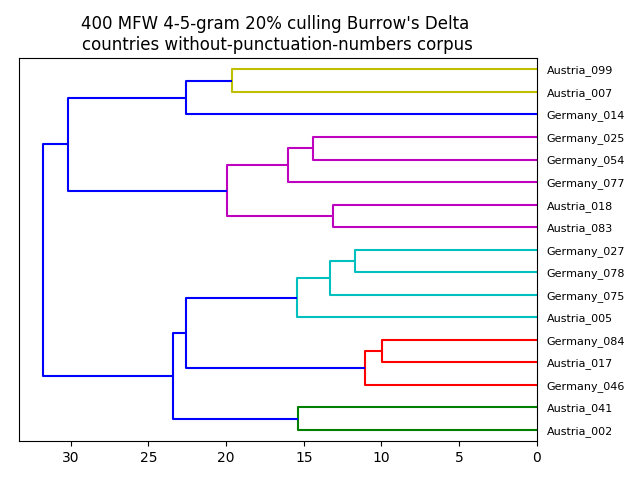 400 MFW 4-5-gram 20% culling Burrow's Delta
countries without-punctuation-numbers corpus
Austria_099
Austria_007
Germany_014
Germany_025
Germany_054
Germany_077
Austria_018
Austria_083
Germany_027
Germany_078
Germany_075
Austria_005
Germany_084
Austria_017
Germany_046
Austria_041
Austria_002
30 25 20 15 10 5 0